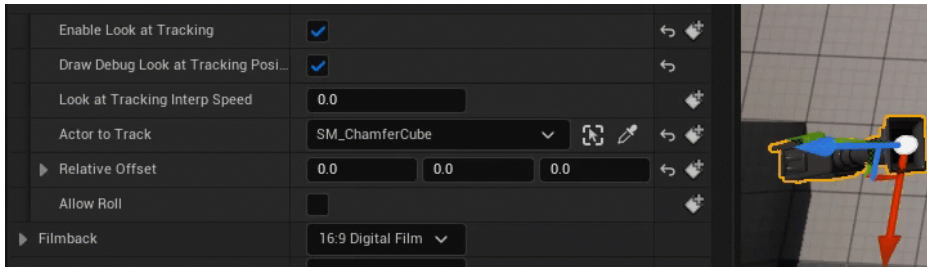 Enable Look at Tracking
Draw Debug Look at Tracking Posi...
Look at Tracking Interp Speed 0.0
Actor to Track SM_ChamferCube
Relative Offset 0.0 0.0 0.0
Allow Roll
Filmback 16:9 Digital Film